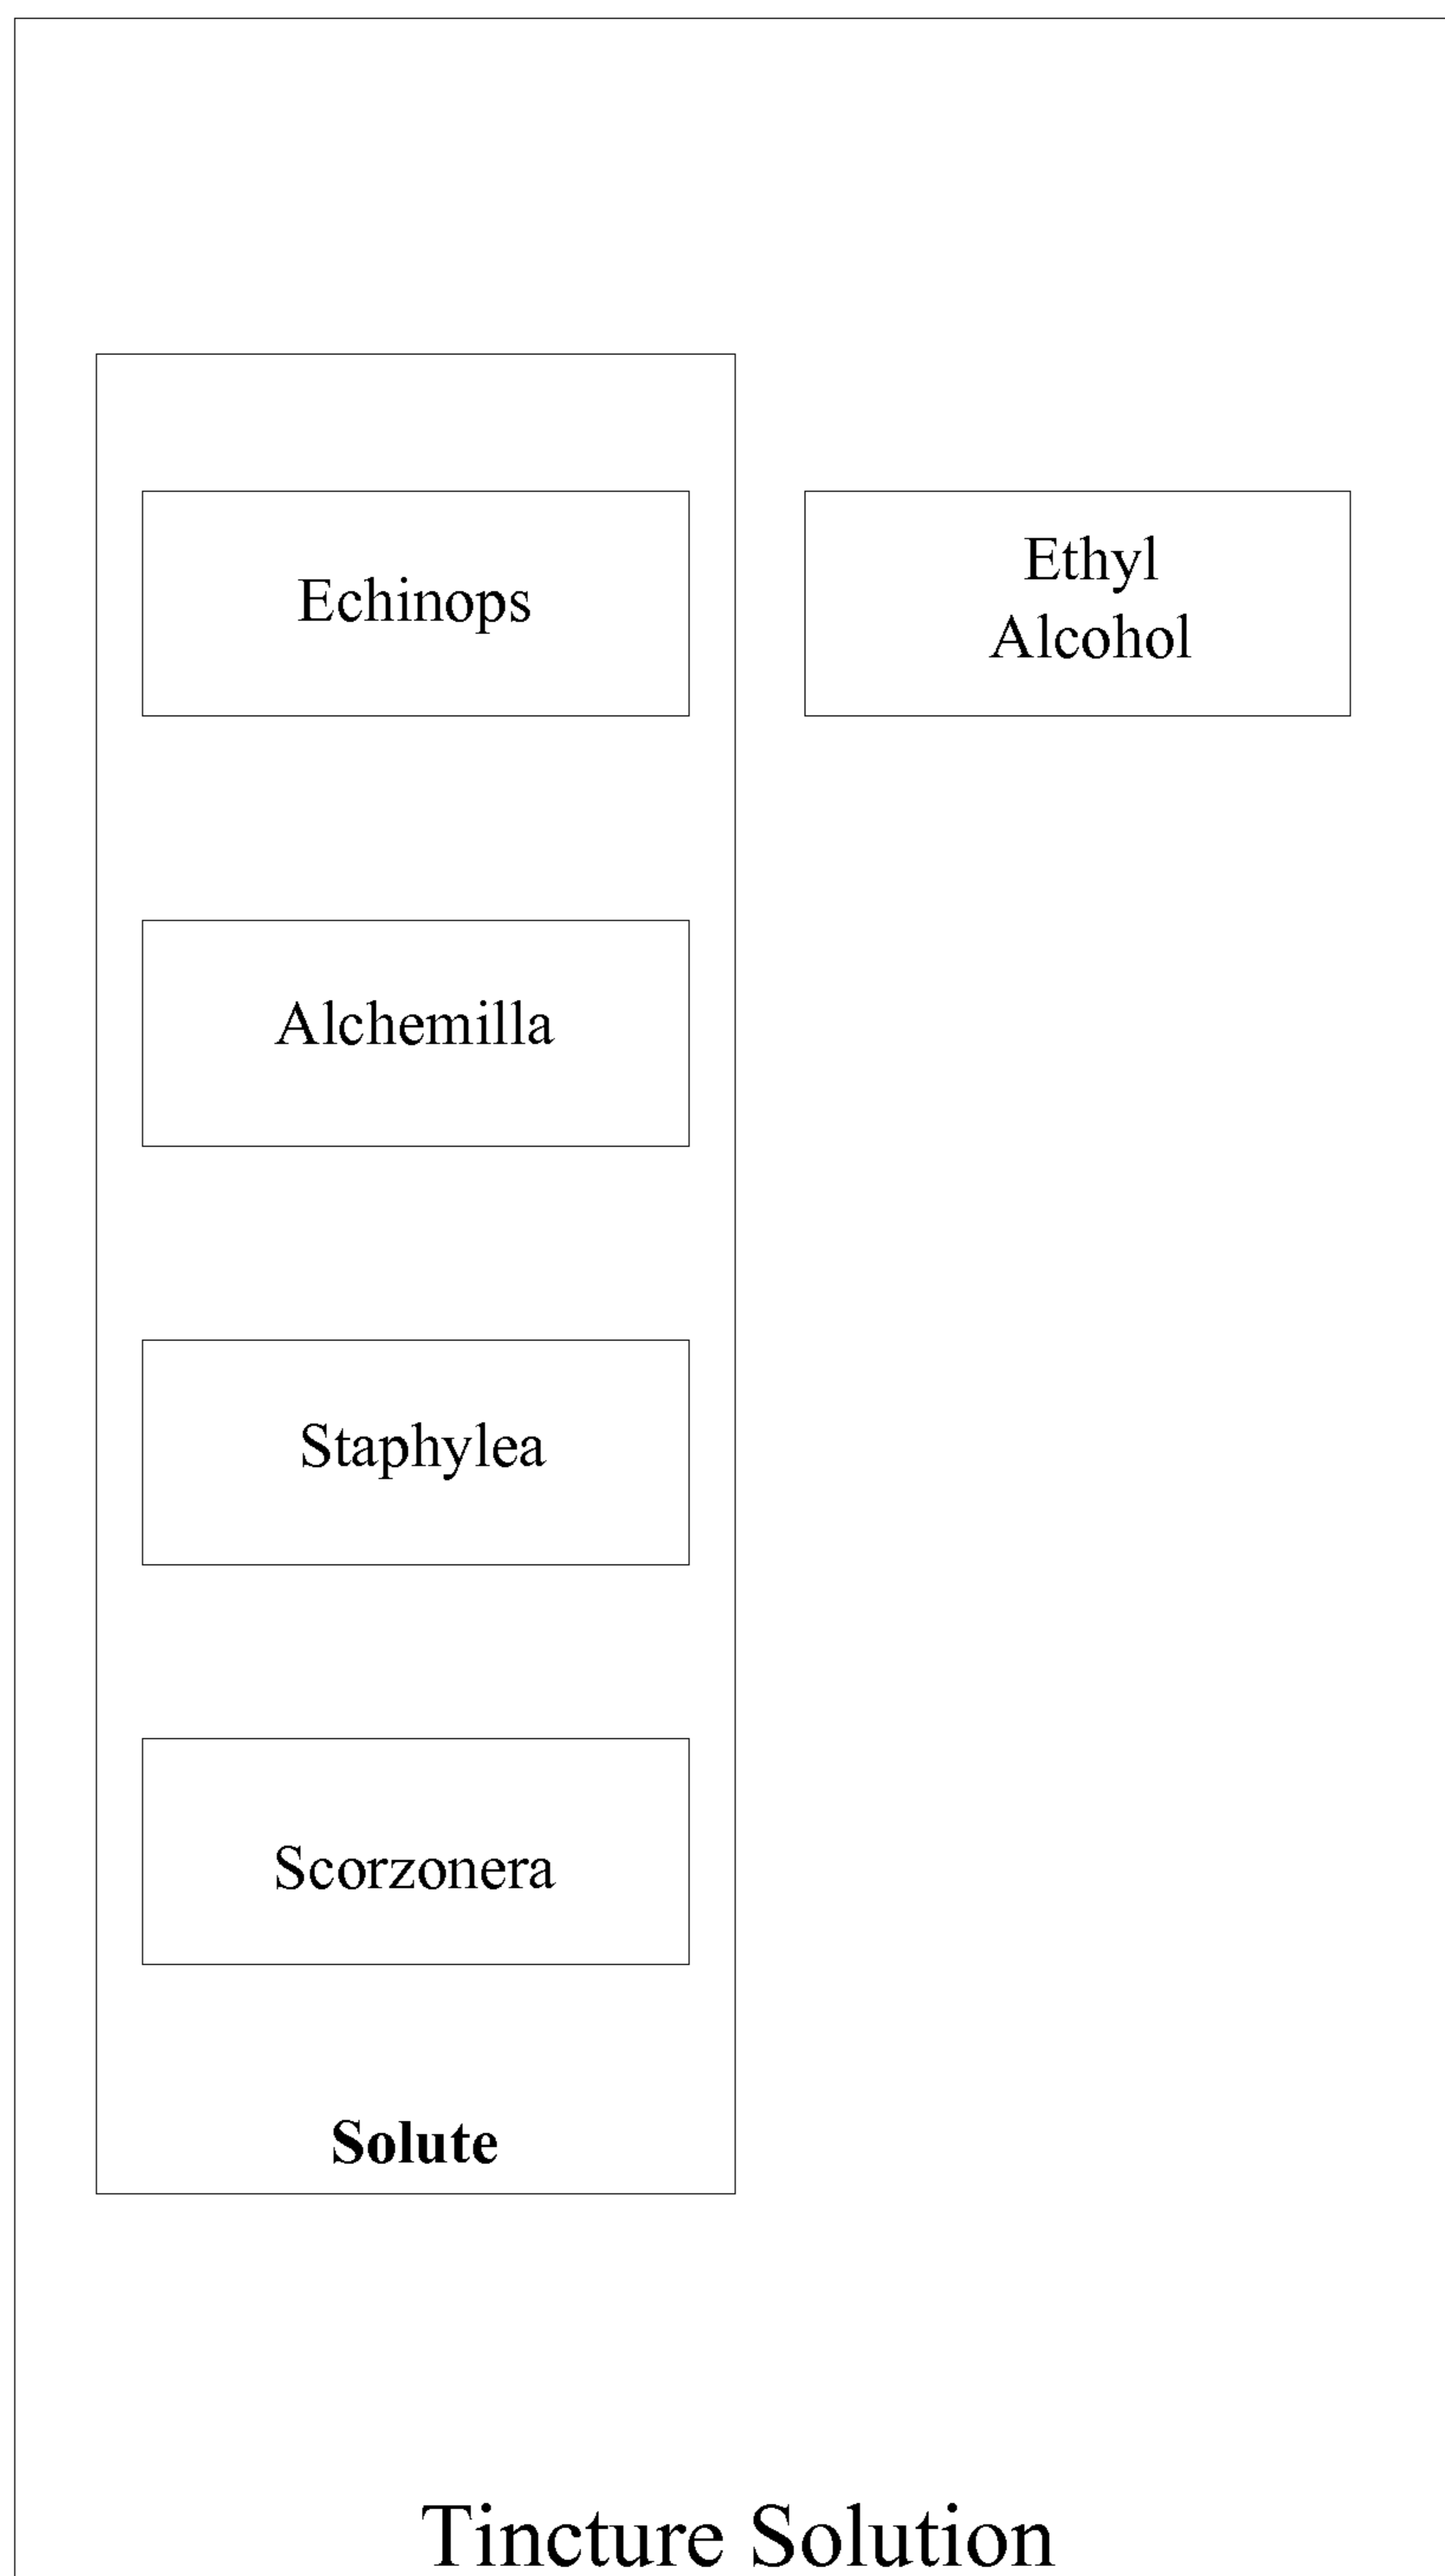 Echinops
Ethyl
Alcohol
Alchemilla
Staphylea
Scorzonera
Solute
Tincture Solution